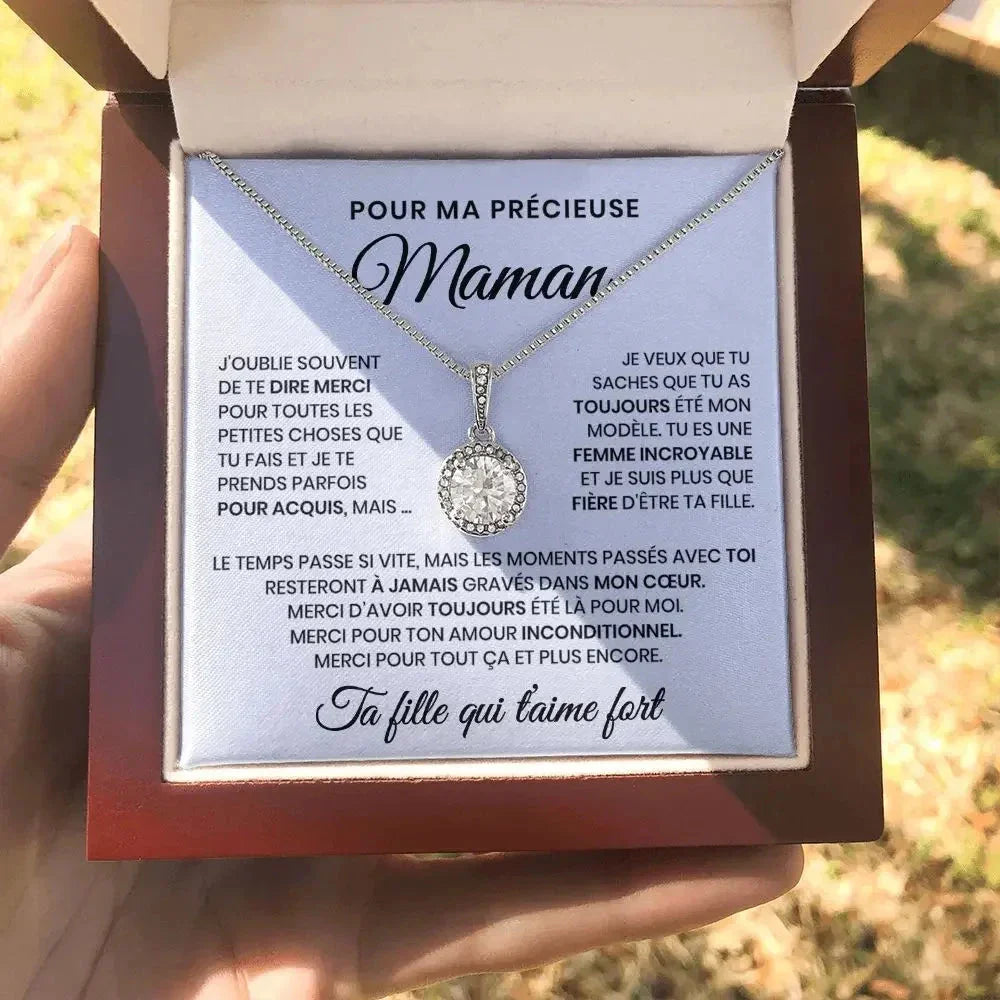 POUR MA PRÉCIEUSE
Maman
J'OUBLIE SOUVENT
DE TE DIRE MERCI
POUR TOUTES LES
PETITES CHOSES QUE
TU FAIS ET JE TE
PRENDS PARFOIS
POUR ACQUIS, MAIS ...
JE VEUX QUE TU
SACHES QUE TU AS
TOUJOURS ÉTÉ MON
MODÈLE. TU ES UNE
FEMME INCROYABLE
ET JE SUIS PLUS QUE
FIÈRE D'ÊTRE TA FILLE.
LE TEMPS PASSE SI VITE, MAIS LES MOMENTS PASSÉS AVEC TOI
RESTERONT À JAMAIS GRAVÉS DANS MON CŒUR.
MERCI D'AVOIR TOUJOURS ÉTÉ LÀ POUR MOI.
MERCI POUR TON AMOUR INCONDITIONNEL.
MERCI POUR TOUT ÇA ET PLUS ENCORE.
Ta fille qui t'aime fort